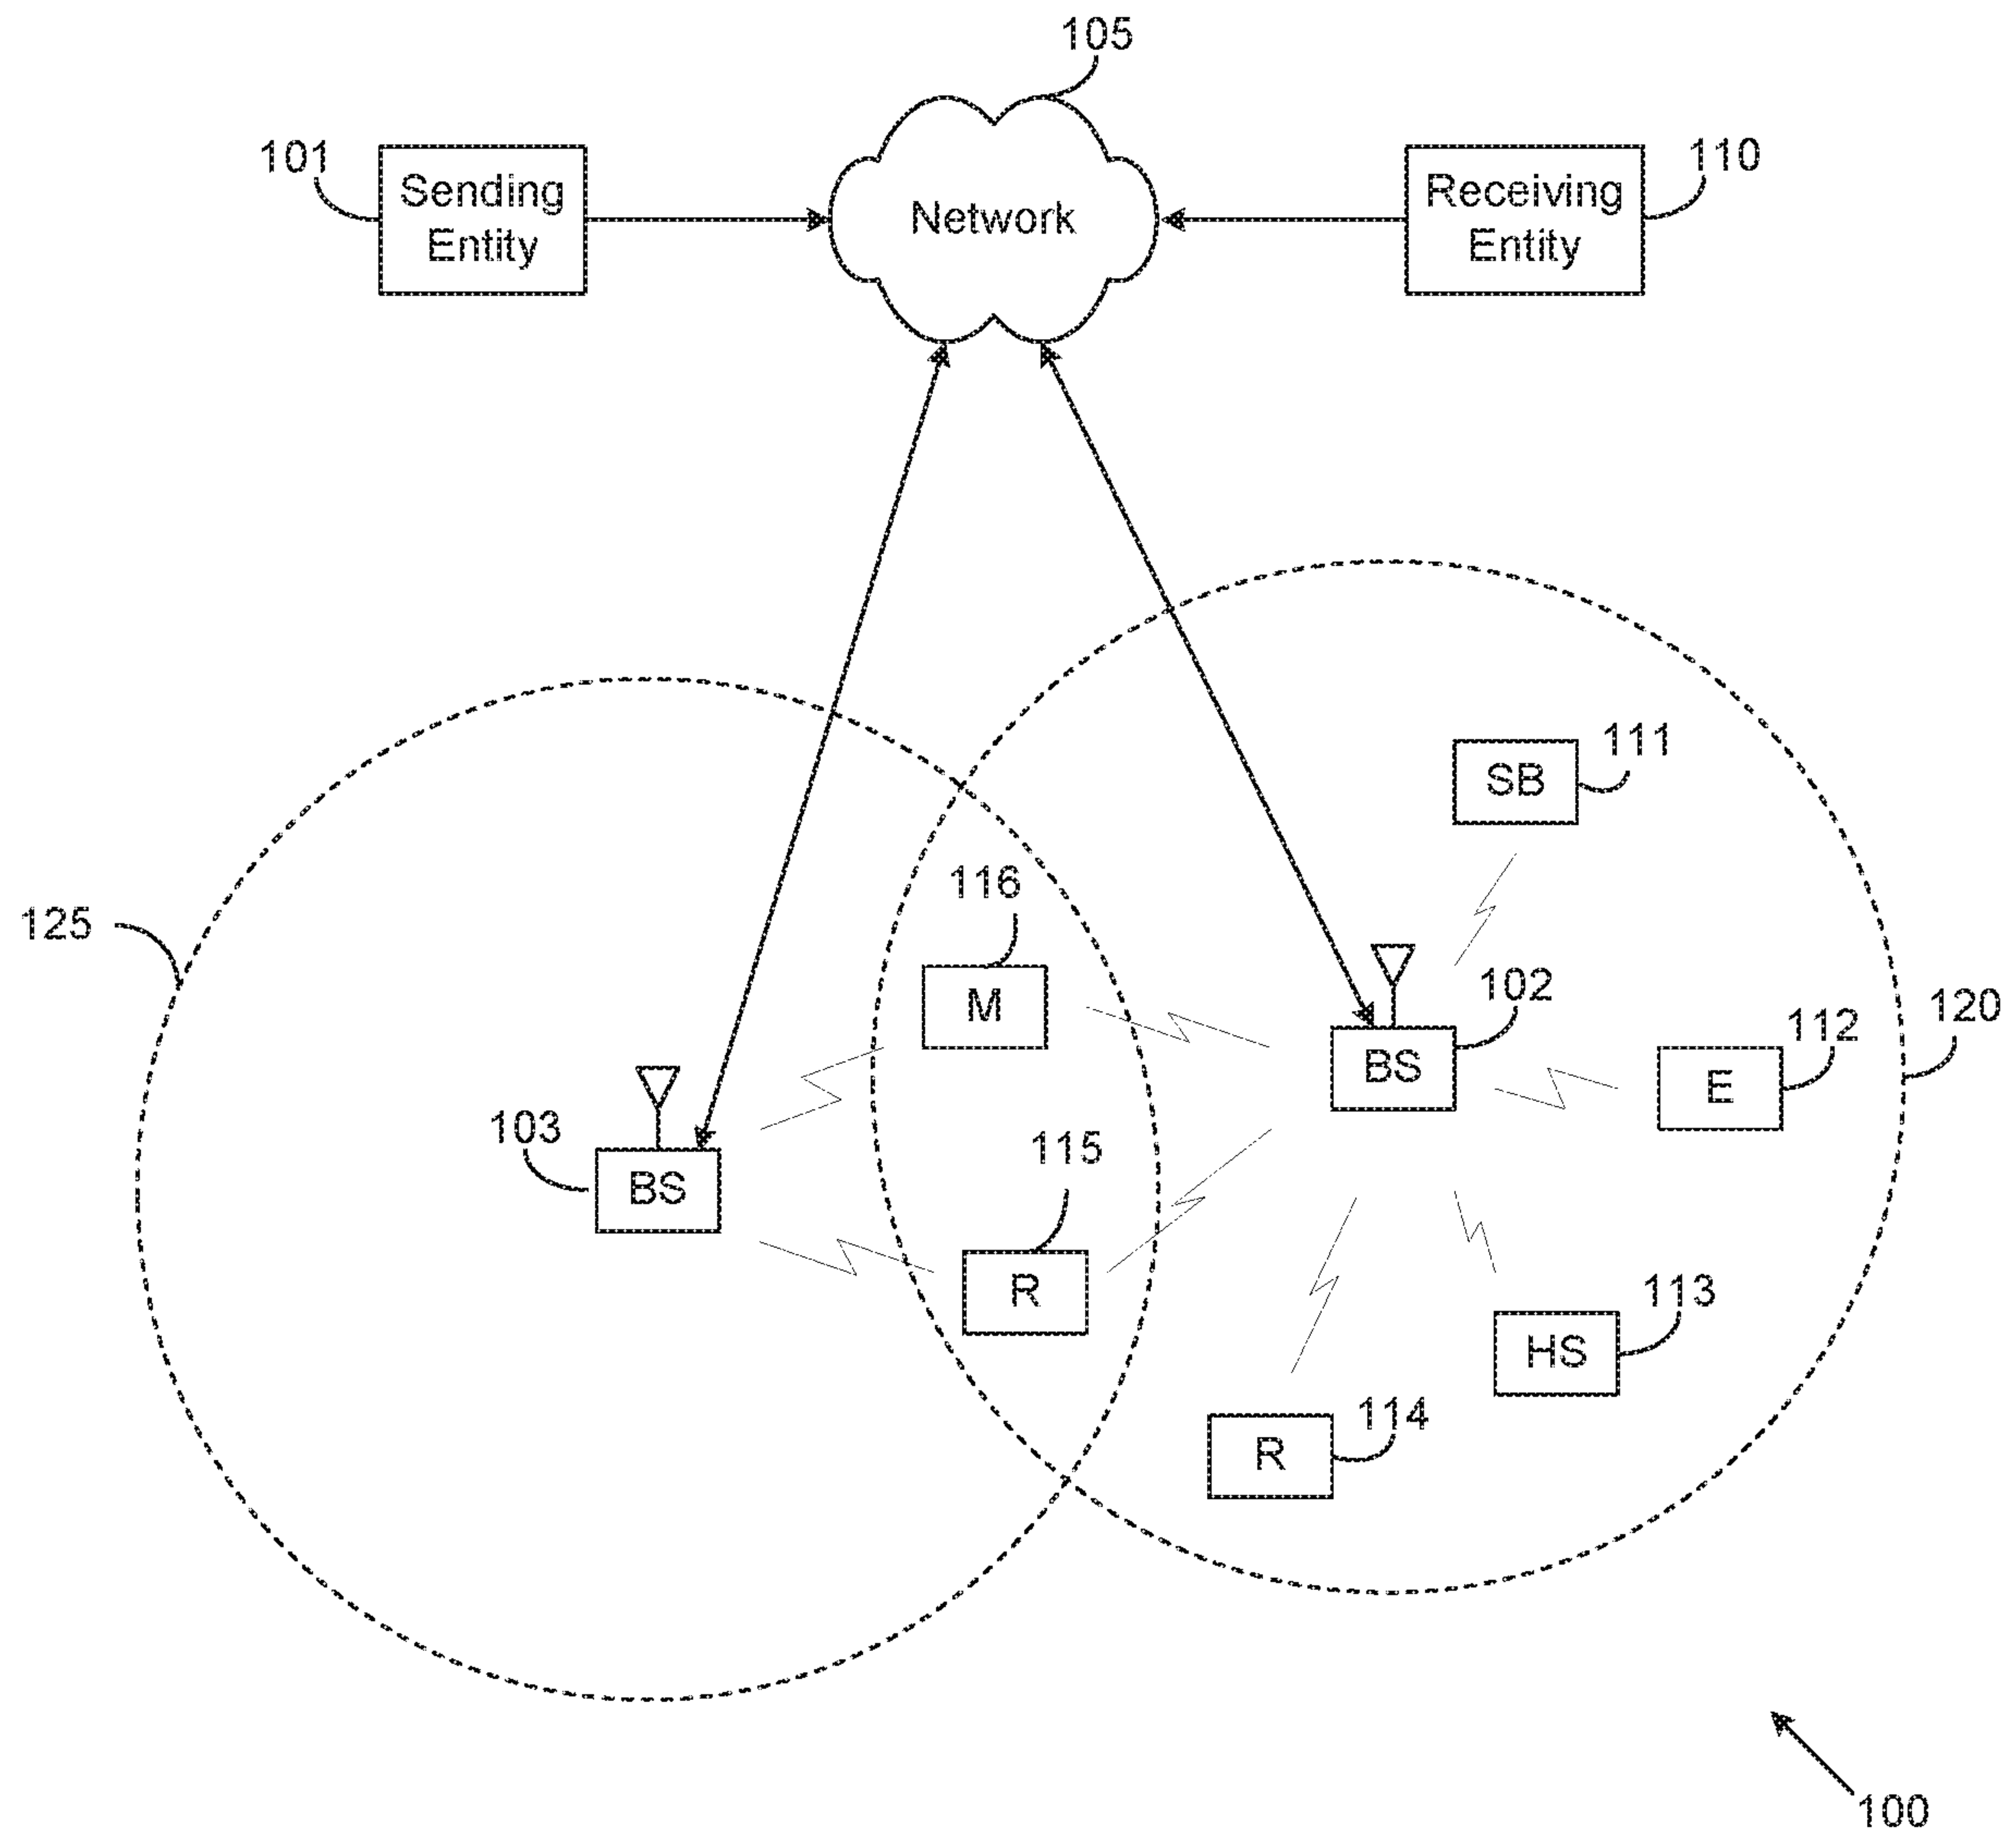 105
101
Sending
Entity
Network
Receiving
Entity
110
111
SB
116
125
M
102
BS
120
112
E
103
BS
115
R
113
HS
114
R
100